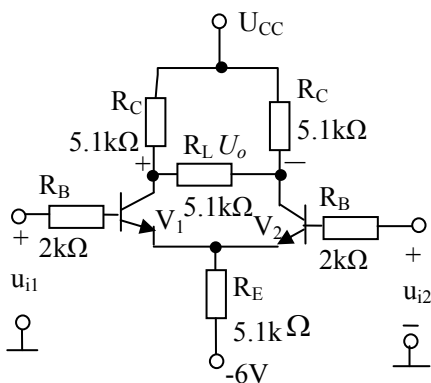 U_CC
R_C
R_C
5.1kΩ
R_L U_o
5.1kΩ
+
—
R_B
5.1kΩ
R_B
V_1
V_2
+
2kΩ
2kΩ
+
u_i1
R_E
u_i2
5.1kΩ
—
-6V